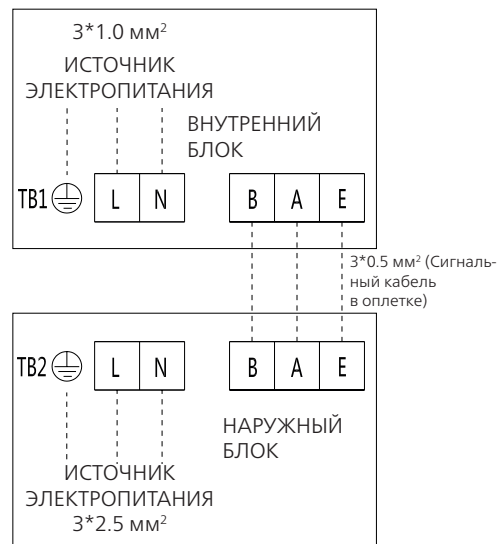 3*1.0 мм²
ИСТОЧНИК
ЭЛЕКТРОПИТАНИЯ
ВНУТРЕННИЙ
БЛОК
TB1 L N B A E
3*0.5 мм² (Сигналь-
ный кабель
в оплетке)
TB2 L N B A E
НАРУЖНЫЙ
БЛОК
ИСТОЧНИК
ЭЛЕКТРОПИТАНИЯ
3*2.5 мм²